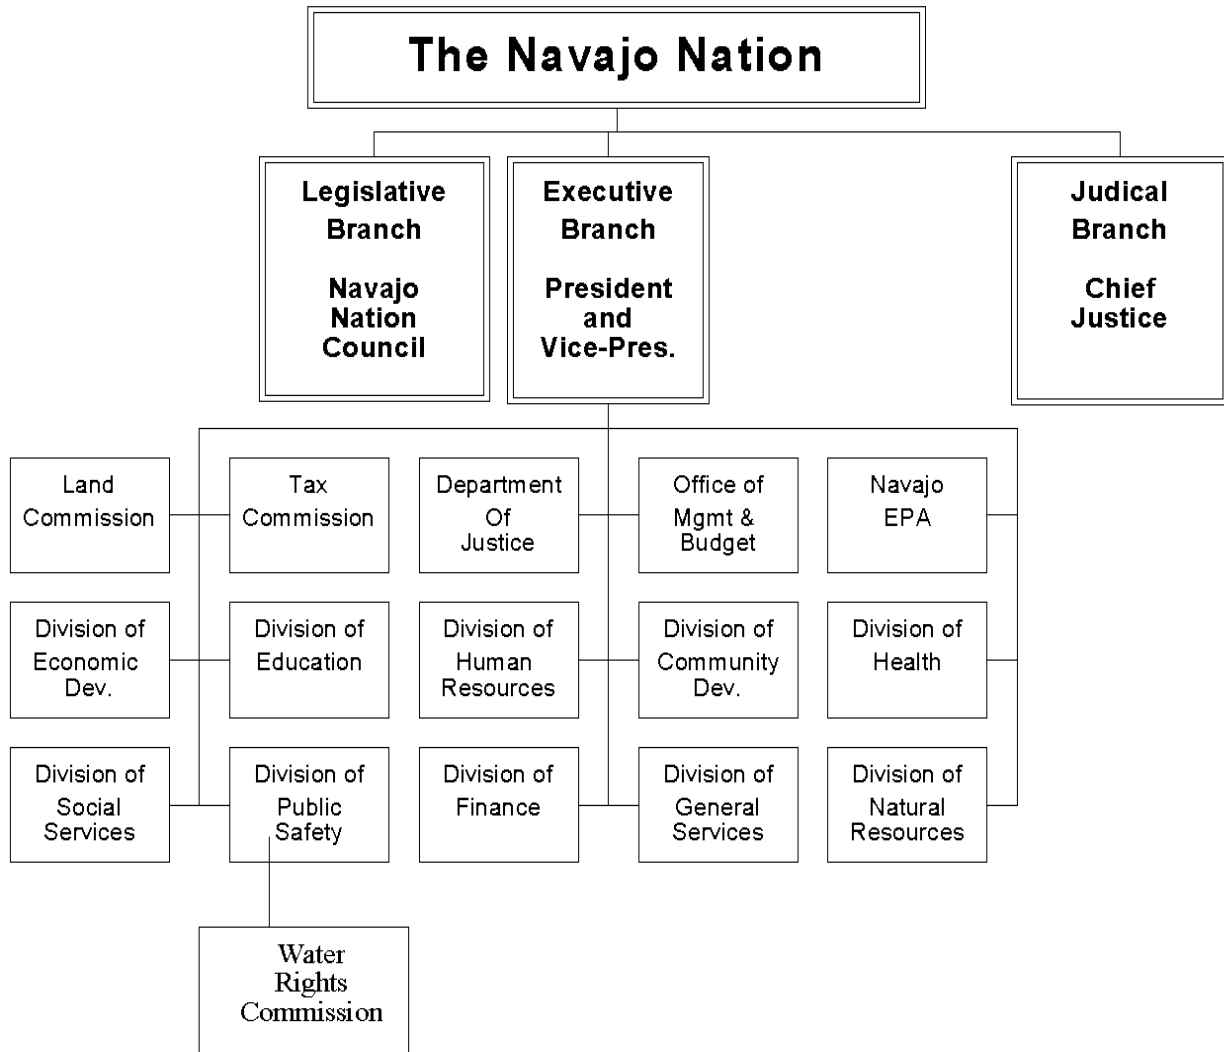 The Navajo Nation
Legislative
Branch
Navajo
Nation
Council
Executive
Branch
President
and
Vice-Pres.
Judical
Branch
Chief
Justice
Land
Commission
Tax
Commission
Department
Of
Justice
Office of
Mgmt &
Budget
Navajo
EPA
Division of
Economic
Dev.
Division of
Education
Division of
Human
Resources
Division of
Community
Dev.
Division of
Health
Division of
Social
Services
Division of
Public
Safety
Division of
Finance
Division of
General
Services
Division of
Natural
Resources
Water
Rights
Commission